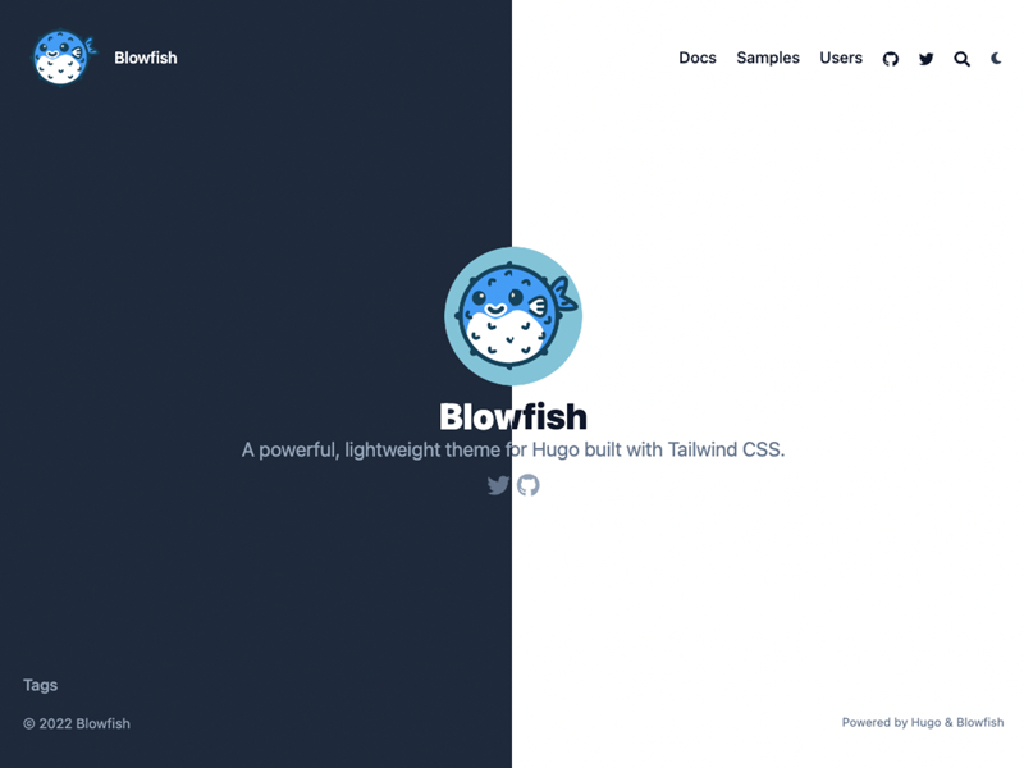 Blowfish
Docs Samples Users
Blowfish
A powerful, lightweight theme for Hugo built with Tailwind CSS.
Tags
© 2022 Blowfish
Powered by Hugo & Blowfish